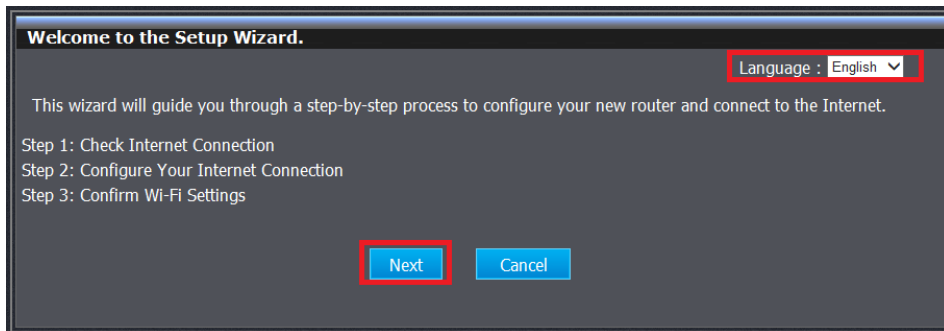 Welcome to the Setup Wizard.
Language : English
This wizard will guide you through a step-by-step process to configure your new router and connect to the Internet.
Step 1: Check Internet Connection
Step 2: Configure Your Internet Connection
Step 3: Confirm Wi-Fi Settings
Next Cancel